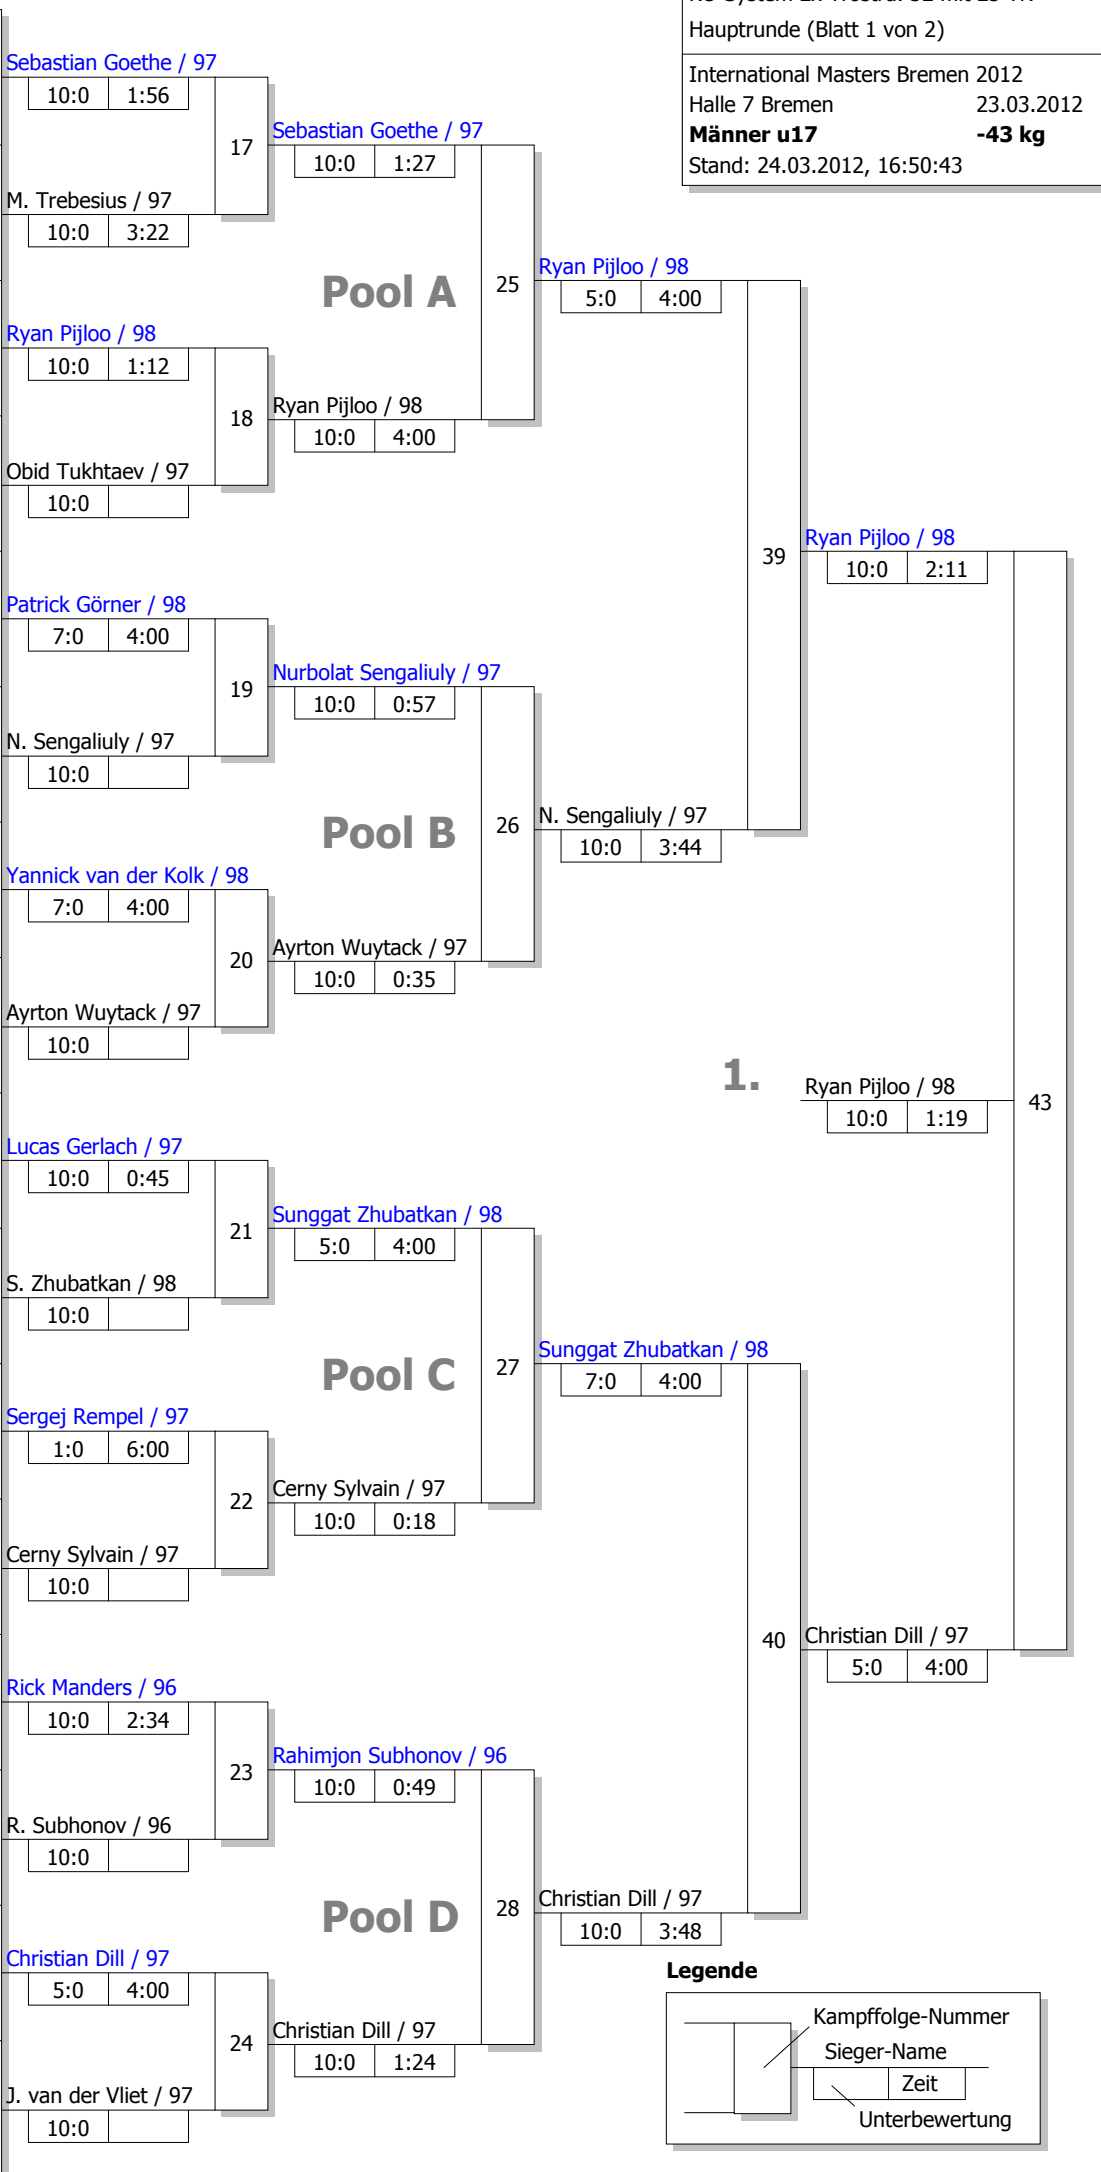 Hauptrunde (Blatt 1 von 2)
International Masters Bremen 2012
Halle 7 Bremen 23.03.2012
Männer u17 -43 kg
Stand: 24.03.2012, 16:50:43
Sebastian Goethe / 97
10:0 1:56
17
Sebastian Goethe / 97
10:0 1:27
M. Trebesius / 97
10:0 3:22
Pool A
25
Ryan Pijloo / 98
5:0 4:00
Ryan Pijloo / 98
10:0 1:12
18
Ryan Pijloo / 98
10:0 4:00
Obid Tukhtaev / 97
10:0
39
Ryan Pijloo / 98
10:0 2:11
Patrick Görner / 98
7:0 4:00
19
Nurbolat Sengaliuly / 97
10:0 0:57
N. Sengaliuly / 97
10:0
Pool B
26
N. Sengaliuly / 97
10:0 3:44
Yannick van der Kolk / 98
7:0 4:00
20
Ayrton Wuytack / 97
10:0 0:35
Ayrton Wuytack / 97
10:0
1.
Ryan Pijloo / 98
10:0 1:19
43
Lucas Gerlach / 97
10:0 0:45
21
Sunggat Zhubatkan / 98
5:0 4:00
S. Zhubatkan / 98
10:0
Pool C
27
Sunggat Zhubatkan / 98
7:0 4:00
Sergej Rempel / 97
1:0 6:00
22
Cerny Sylvain / 97
10:0 0:18
Cerny Sylvain / 97
10:0
40
Christian Dill / 97
5:0 4:00
Rick Manders / 96
10:0 2:34
23
Rahimjon Subhonov / 96
10:0 0:49
R. Subhonov / 96
10:0
Pool D
28
Christian Dill / 97
10:0 3:48
Christian Dill / 97
5:0 4:00
24
Christian Dill / 97
10:0 1:24
J. van der Vliet / 97
10:0
Legende
Kampffolge-Nummer
Sieger-Name
Zeit
Unterbewertung